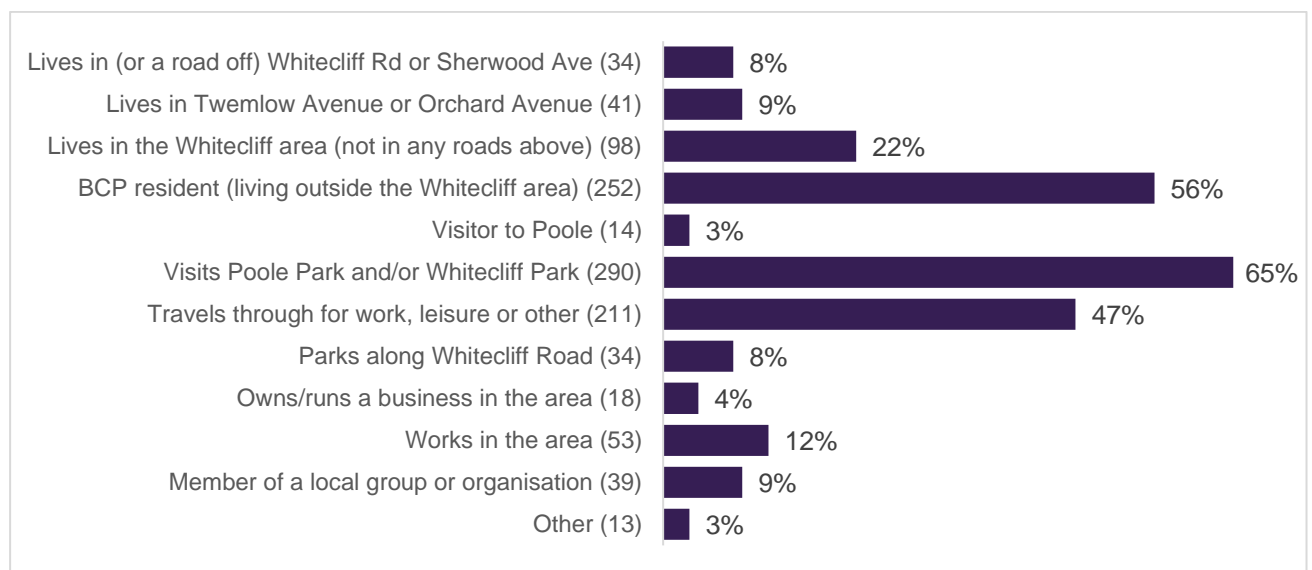 Lives in (or a road off) Whitecliff Rd or Sherwood Ave (34) 8%
Lives in Twemlow Avenue or Orchard Avenue (41) 9%
Lives in the Whitecliff area (not in any roads above) (98) 22%
BCP resident (living outside the Whitecliff area) (252) 56%
Visitor to Poole (14) 3%
Visits Poole Park and/or Whitecliff Park (290) 65%
Travels through for work, leisure or other (211) 47%
Parks along Whitecliff Road (34) 8%
Owns/runs a business in the area (18) 4%
Works in the area (53) 12%
Member of a local group or organisation (39) 9%
Other (13) 3%